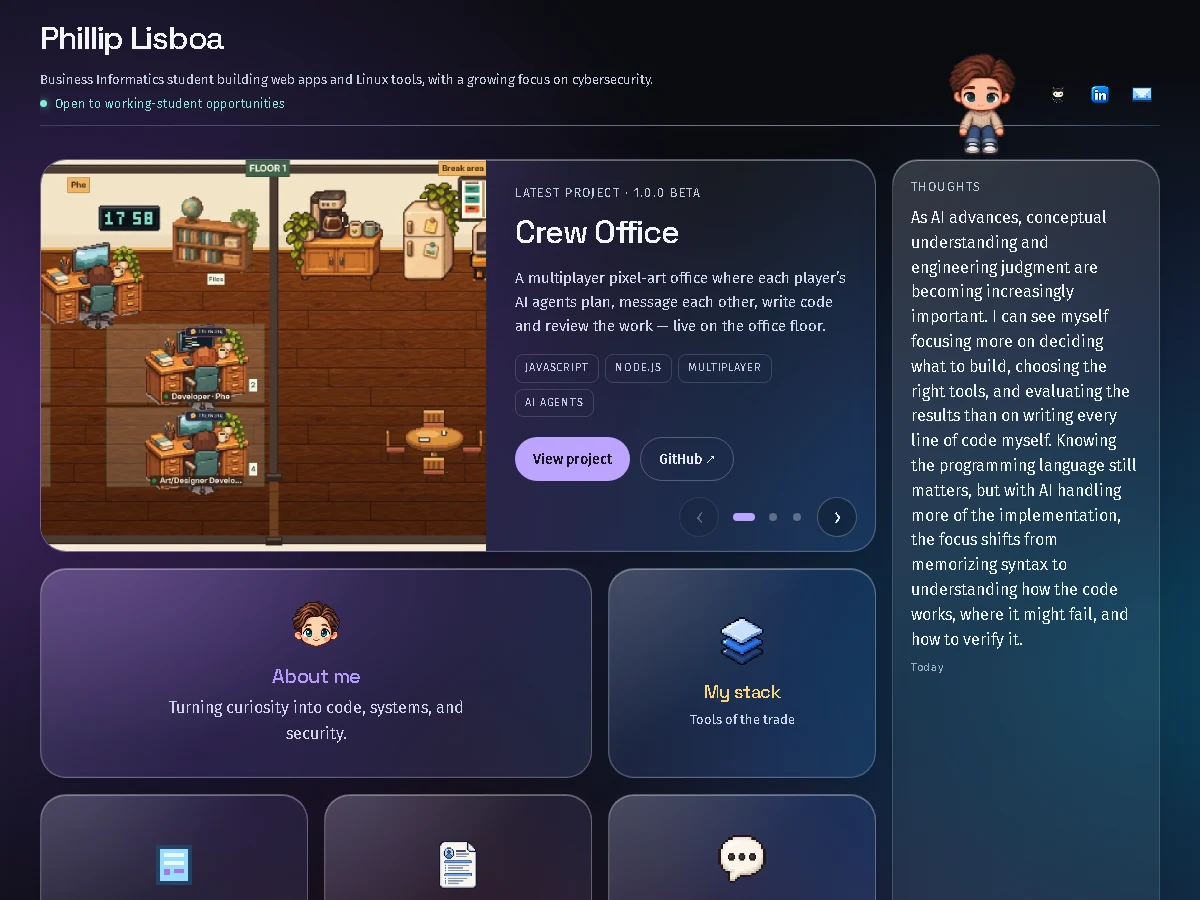 Phillip Lisboa
Business Informatics student building web apps and Linux tools, with a growing focus on cybersecurity.
Open to working-student opportunities
in
FLOOR 1
Break area
Phe
17 58
Files
2
Developer · Phe
4
Art/Designer Develo...
LATEST PROJECT · 1.0.0 BETA
Crew Office
A multiplayer pixel-art office where each player’s
AI agents plan, message each other, write code
and review the work — live on the office floor.
JAVASCRIPT
NODE.JS
MULTIPLAYER
AI AGENTS
View project
GitHub ↗
‹
›
THOUGHTS
As AI advances, conceptual
understanding and
engineering judgment are
becoming increasingly
important. I can see myself
focusing more on deciding
what to build, choosing the
right tools, and evaluating the
results than on writing every
line of code myself. Knowing
the programming language still
matters, but with AI handling
more of the implementation,
the focus shifts from
memorizing syntax to
understanding how the code
works, where it might fail, and
how to verify it.
Today
About me
Turning curiosity into code, systems, and
security.
My stack
Tools of the trade